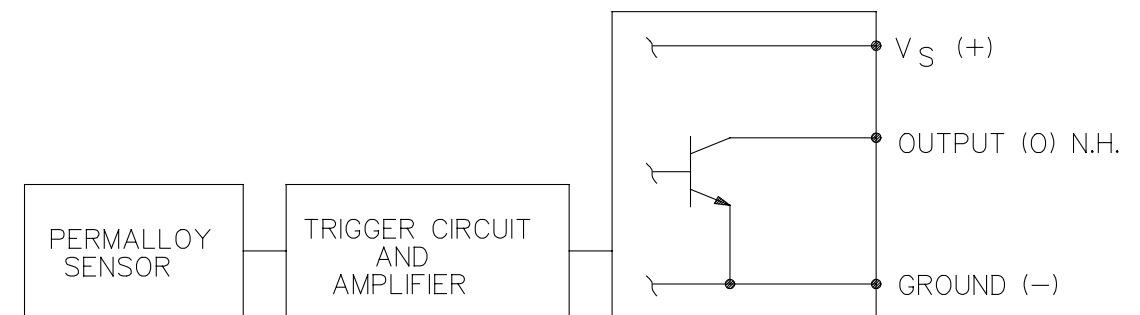 V S (+)
OUTPUT (O) N.H.
PERMALLOY
SENSOR
TRIGGER CIRCUIT
AND
AMPLIFIER
GROUND (−)